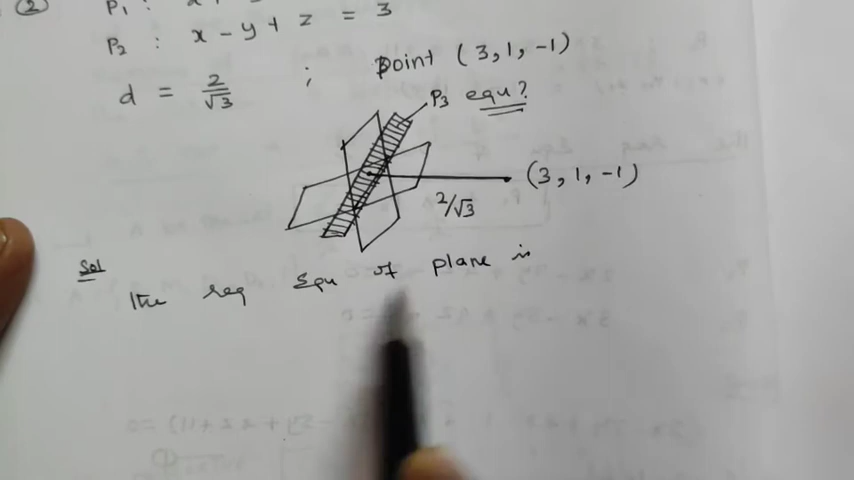 ② P₁ :
P₂ : x - y + z = 3
d = 2/√3 ; point (3, 1, -1)
P₃ equ?
(3, 1, -1)
2/√3
Sol
The req Equ of plane is